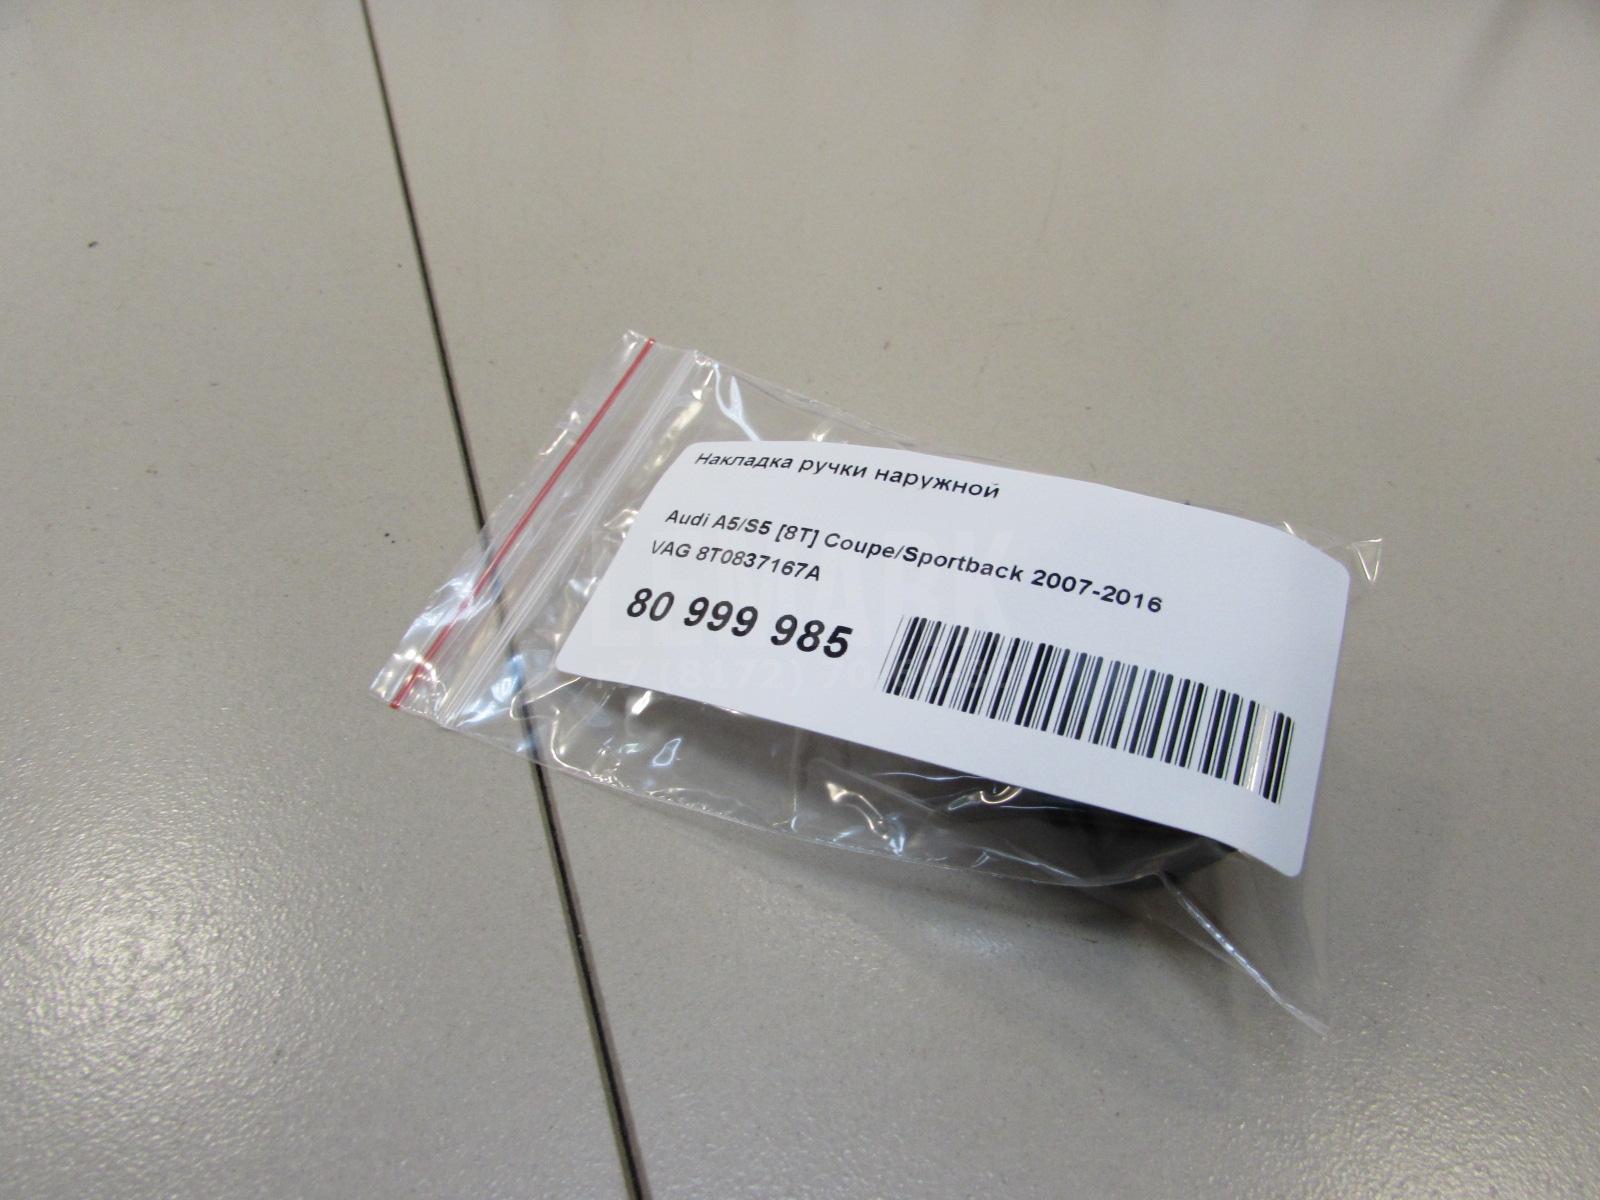 Накладка ручки наружной
Audi A5/S5 [8T] Coupe/Sportback 2007-2016
VAG 8T0837167A
80 999 985